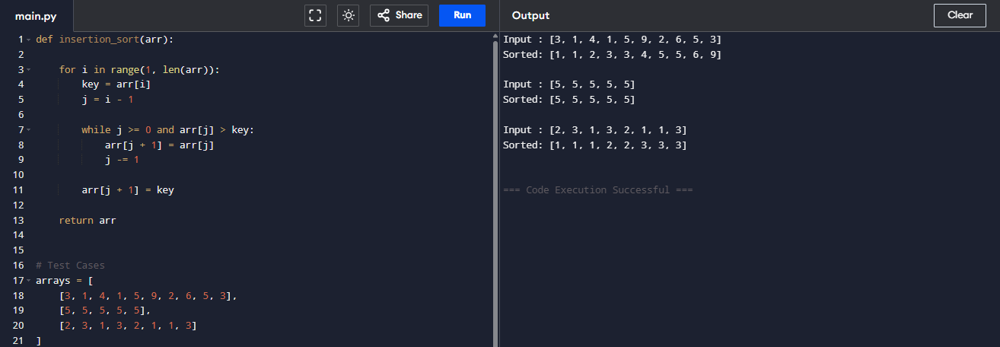 main.py
Share
Run
Output
Clear
1 def insertion_sort(arr):
2
3     for i in range(1, len(arr)):
4         key = arr[i]
5         j = i - 1
6
7         while j >= 0 and arr[j] > key:
8             arr[j + 1] = arr[j]
9             j -= 1
10
11         arr[j + 1] = key
12
13     return arr
14
15
16 # Test Cases
17 arrays = [
18     [3, 1, 4, 1, 5, 9, 2, 6, 5, 3],
19     [5, 5, 5, 5, 5],
20     [2, 3, 1, 3, 2, 1, 1, 3]
21 ]
Input : [3, 1, 4, 1, 5, 9, 2, 6, 5, 3]
Sorted: [1, 1, 2, 3, 3, 4, 5, 5, 6, 9]
Input : [5, 5, 5, 5, 5]
Sorted: [5, 5, 5, 5, 5]
Input : [2, 3, 1, 3, 2, 1, 1, 3]
Sorted: [1, 1, 1, 2, 2, 3, 3, 3]
=== Code Execution Successful ===